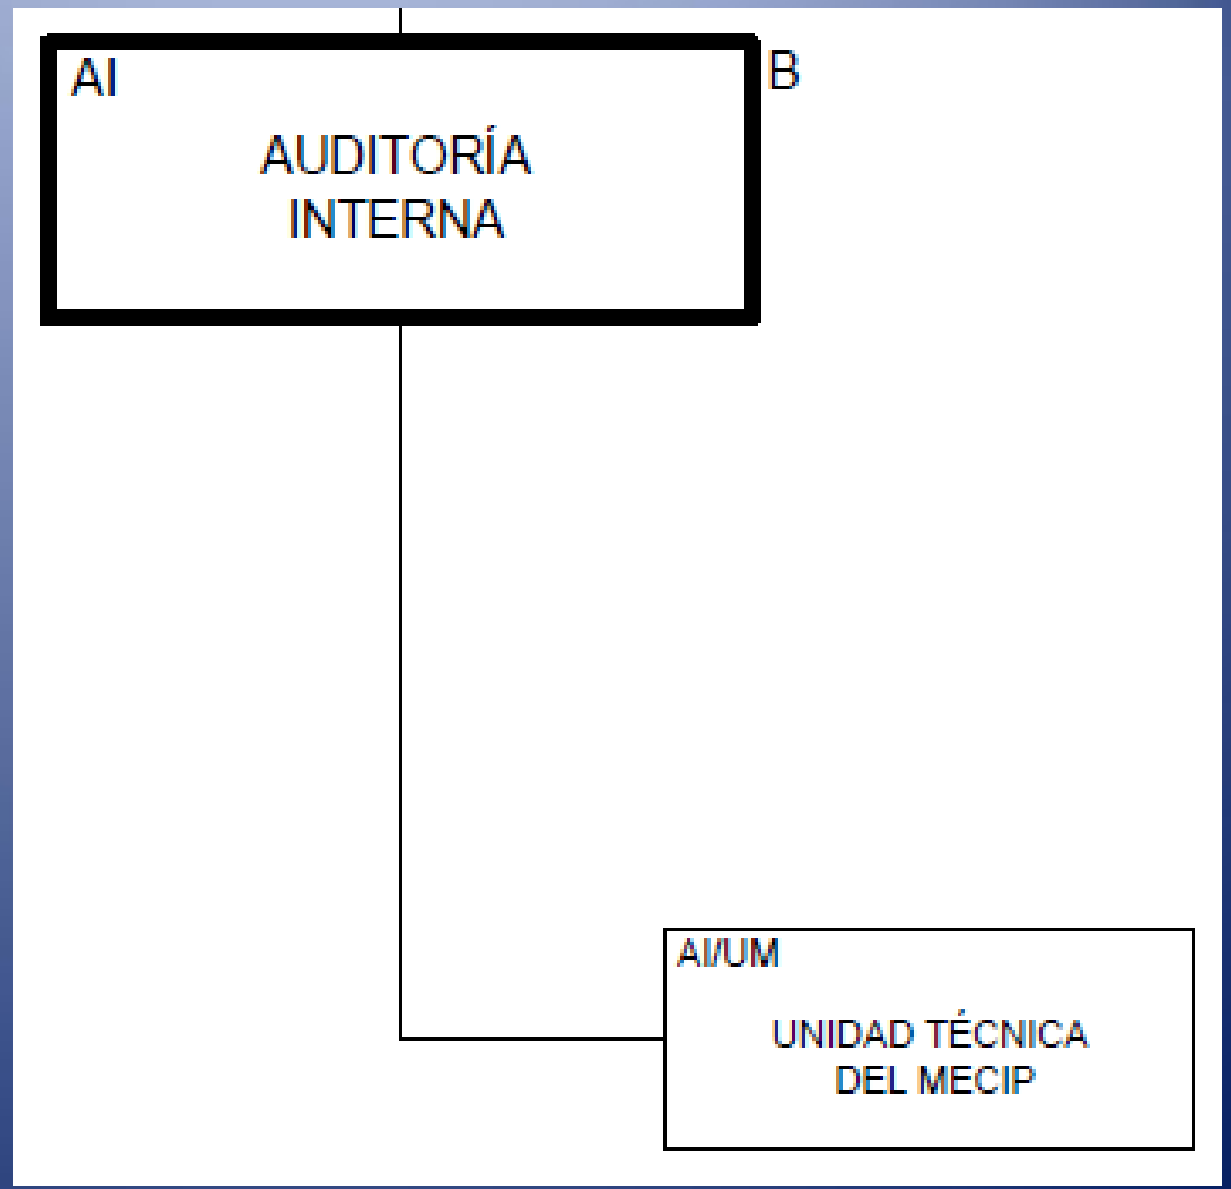 AI
B
AUDITORÍA
INTERNA
AI/UM
UNIDAD TÉCNICA
DEL MECIP